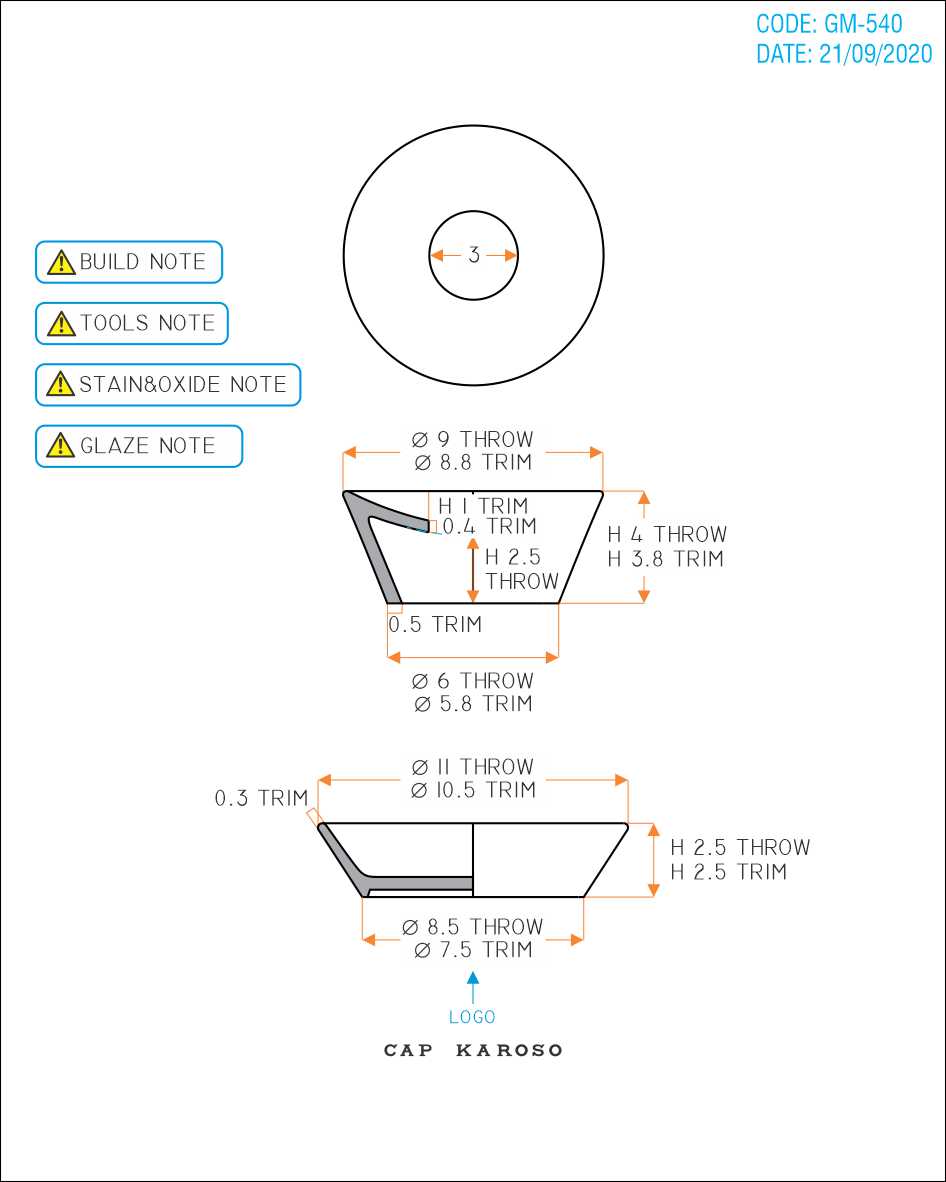 CODE: GM-540
DATE: 21/09/2020
3
BUILD NOTE
TOOLS NOTE
STAIN&OXIDE NOTE
GLAZE NOTE
Ø 9 THROW
Ø 8.8 TRIM
H 1 TRIM
0.4 TRIM
H 2.5
THROW
H 4 THROW
H 3.8 TRIM
0.5 TRIM
Ø 6 THROW
Ø 5.8 TRIM
Ø 11 THROW
Ø 10.5 TRIM
0.3 TRIM
H 2.5 THROW
H 2.5 TRIM
Ø 8.5 THROW
Ø 7.5 TRIM
LOGO
CAP KAROSO